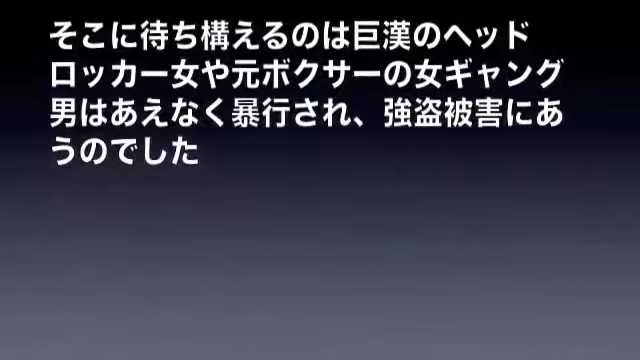 そこに待ち構えるのは巨漢のヘッド
ロッカー女や元ボクサーの女ギャング
男はあえなく暴行され、強盗被害にあ
うのでした